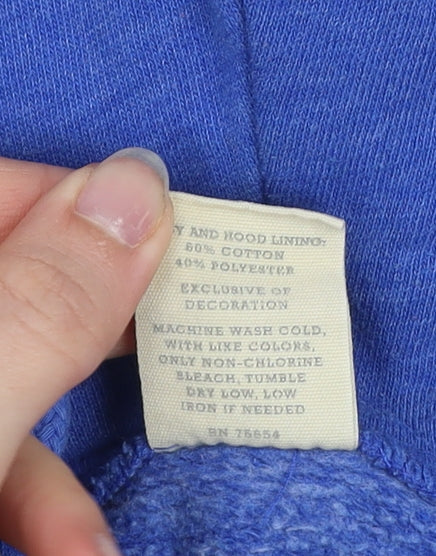 Y AND HOOD LINING:
60% COTTON
40% POLYESTER
EXCLUSIVE OF
DECORATION
MACHINE WASH COLD,
WITH LIKE COLORS,
ONLY NON-CHLORINE
BLEACH, TUMBLE
DRY LOW, LOW
IRON IF NEEDED
RN 76654